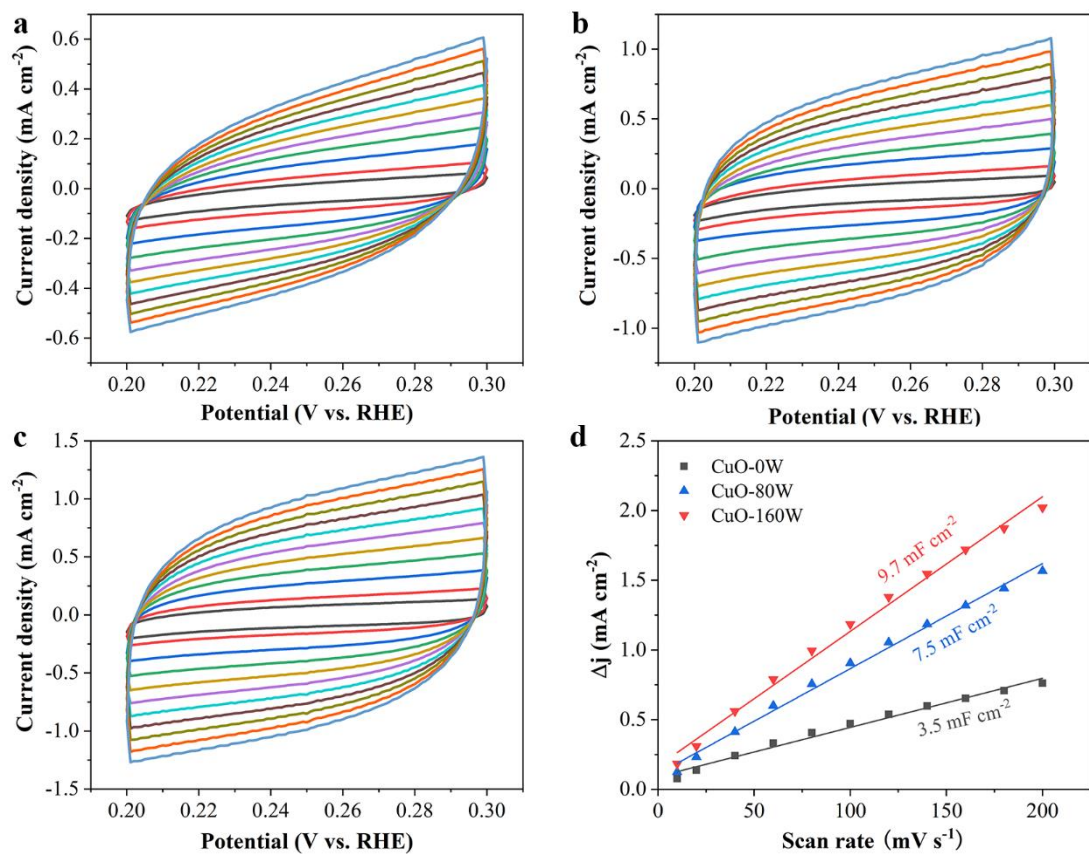 a
0.6
0.4
0.2
0.0
-0.2
-0.4
-0.6
Current density (mA cm⁻²)
0.20 0.22 0.24 0.26 0.28 0.30
Potential (V vs. RHE)
b
1.0
0.5
0.0
-0.5
-1.0
Current density (mA cm⁻²)
0.20 0.22 0.24 0.26 0.28 0.30
Potential (V vs. RHE)
c
1.5
1.0
0.5
0.0
-0.5
-1.0
-1.5
Current density (mA cm⁻²)
0.20 0.22 0.24 0.26 0.28 0.30
Potential (V vs. RHE)
d
2.5
2.0
1.5
1.0
0.5
0.0
Δj (mA cm⁻²)
CuO-0W
CuO-80W
CuO-160W
9.7 mF cm⁻²
7.5 mF cm⁻²
3.5 mF cm⁻²
0 50 100 150 200
Scan rate (mV s⁻¹)